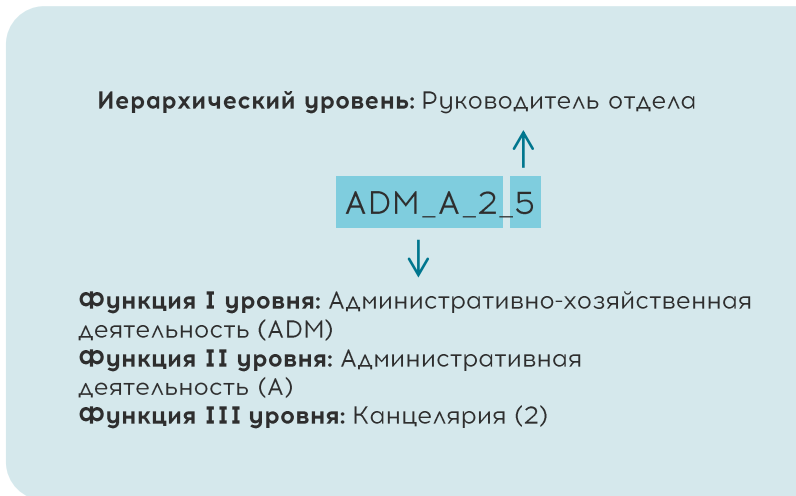 Иерархический уровень: Руководитель отдела
ADM_A_2_5
Функция I уровня: Административно-хозяйственная
деятельность (ADM)
Функция II уровня: Административная
деятельность (A)
Функция III уровня: Канцелярия (2)